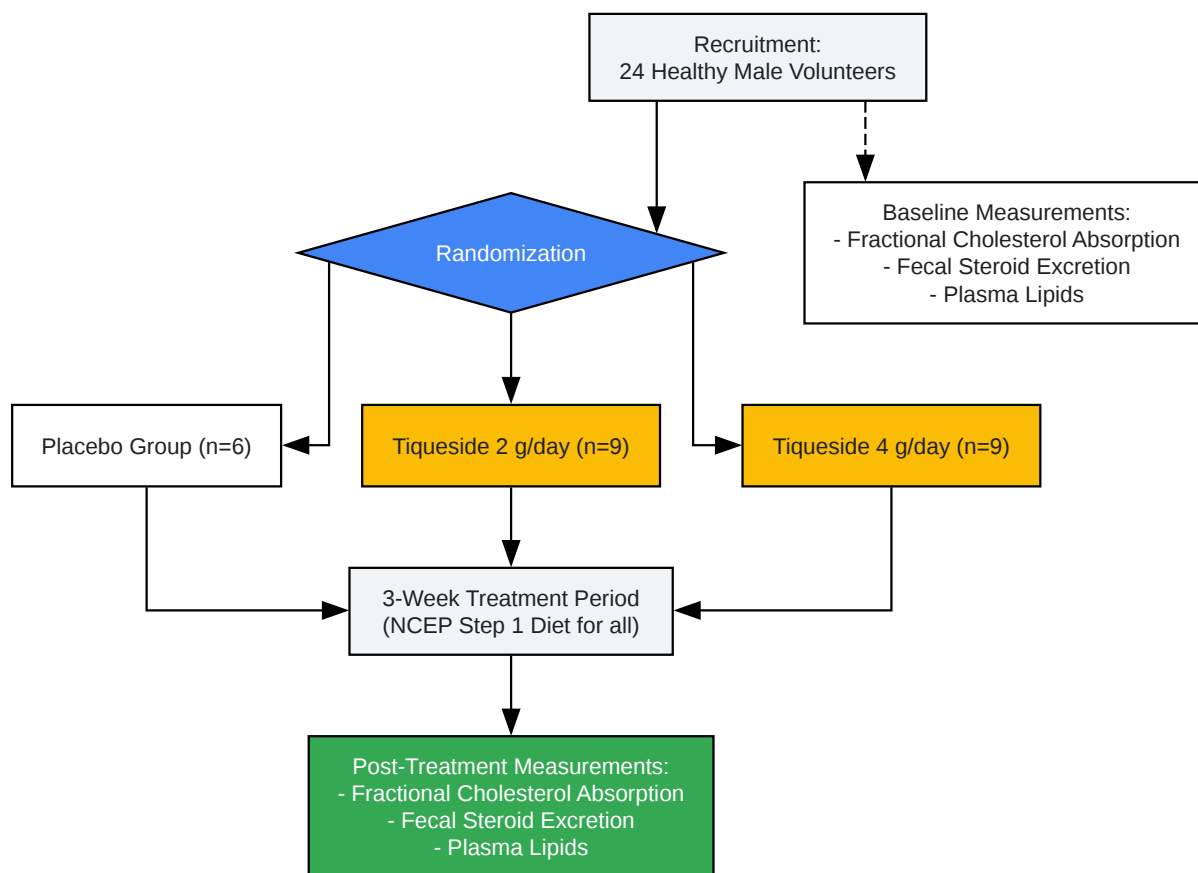 Recruitment:
24 Healthy Male Volunteers
Baseline Measurements:
- Fractional Cholesterol Absorption
- Fecal Steroid Excretion
- Plasma Lipids
Randomization
Placebo Group (n=6)
Tiqueside 2 g/day (n=9)
Tiqueside 4 g/day (n=9)
3-Week Treatment Period
(NCEP Step 1 Diet for all)
Post-Treatment Measurements:
- Fractional Cholesterol Absorption
- Fecal Steroid Excretion
- Plasma Lipids